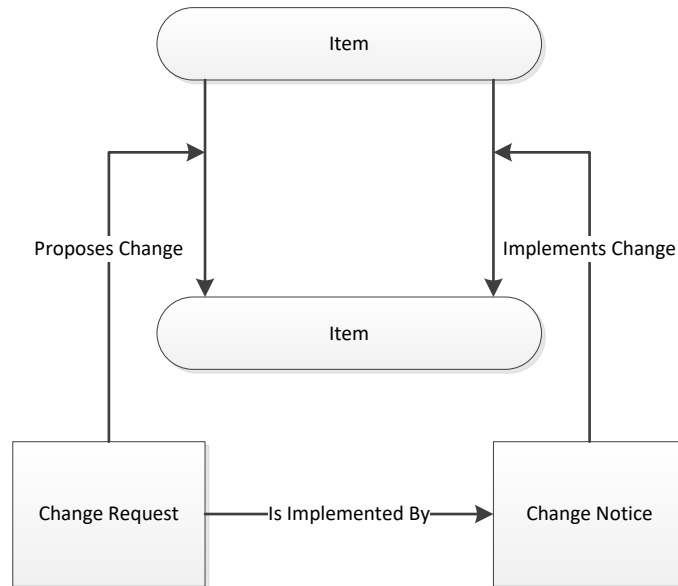 Item
Proposes Change
Implements Change
Item
Change Request
Is Implemented By
Change Notice